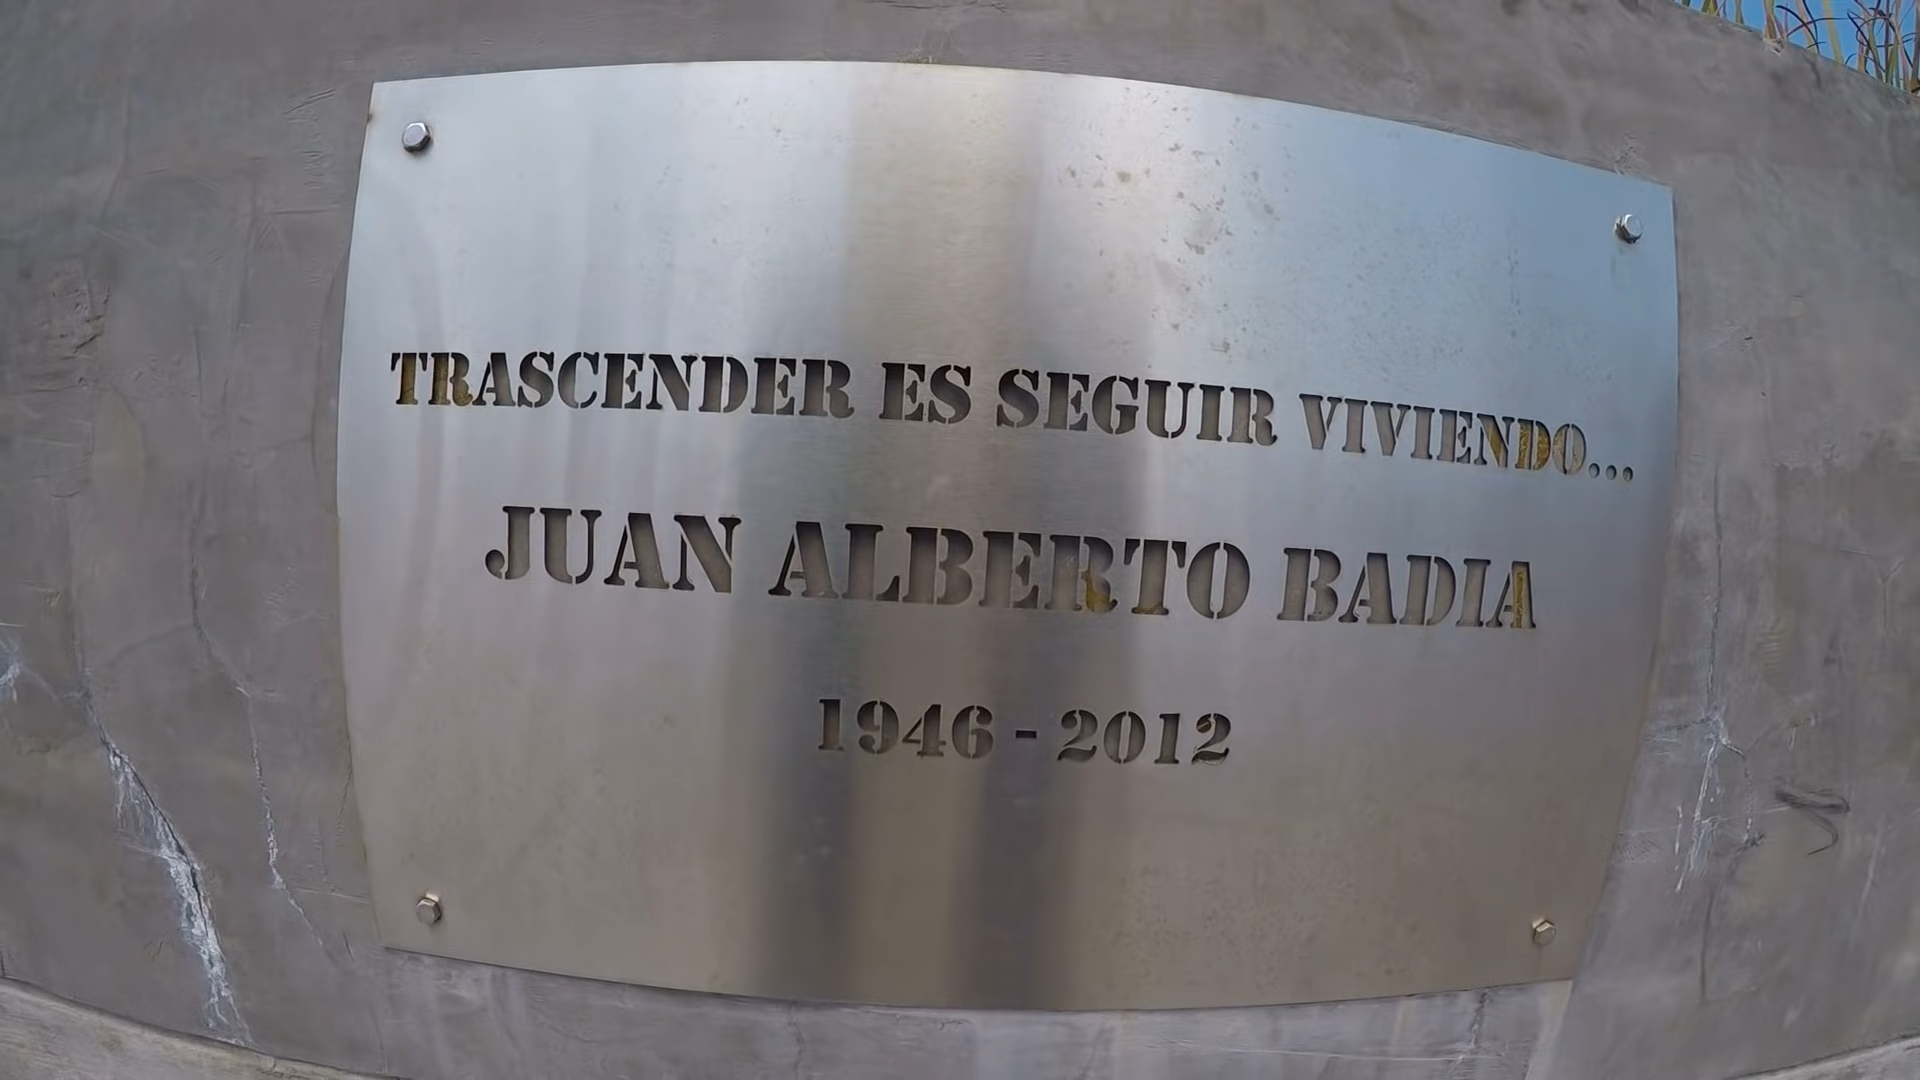 TRASCENDER ES SEGUIR VIVIENDO...
JUAN ALBERTO BADIA
1946 - 2012